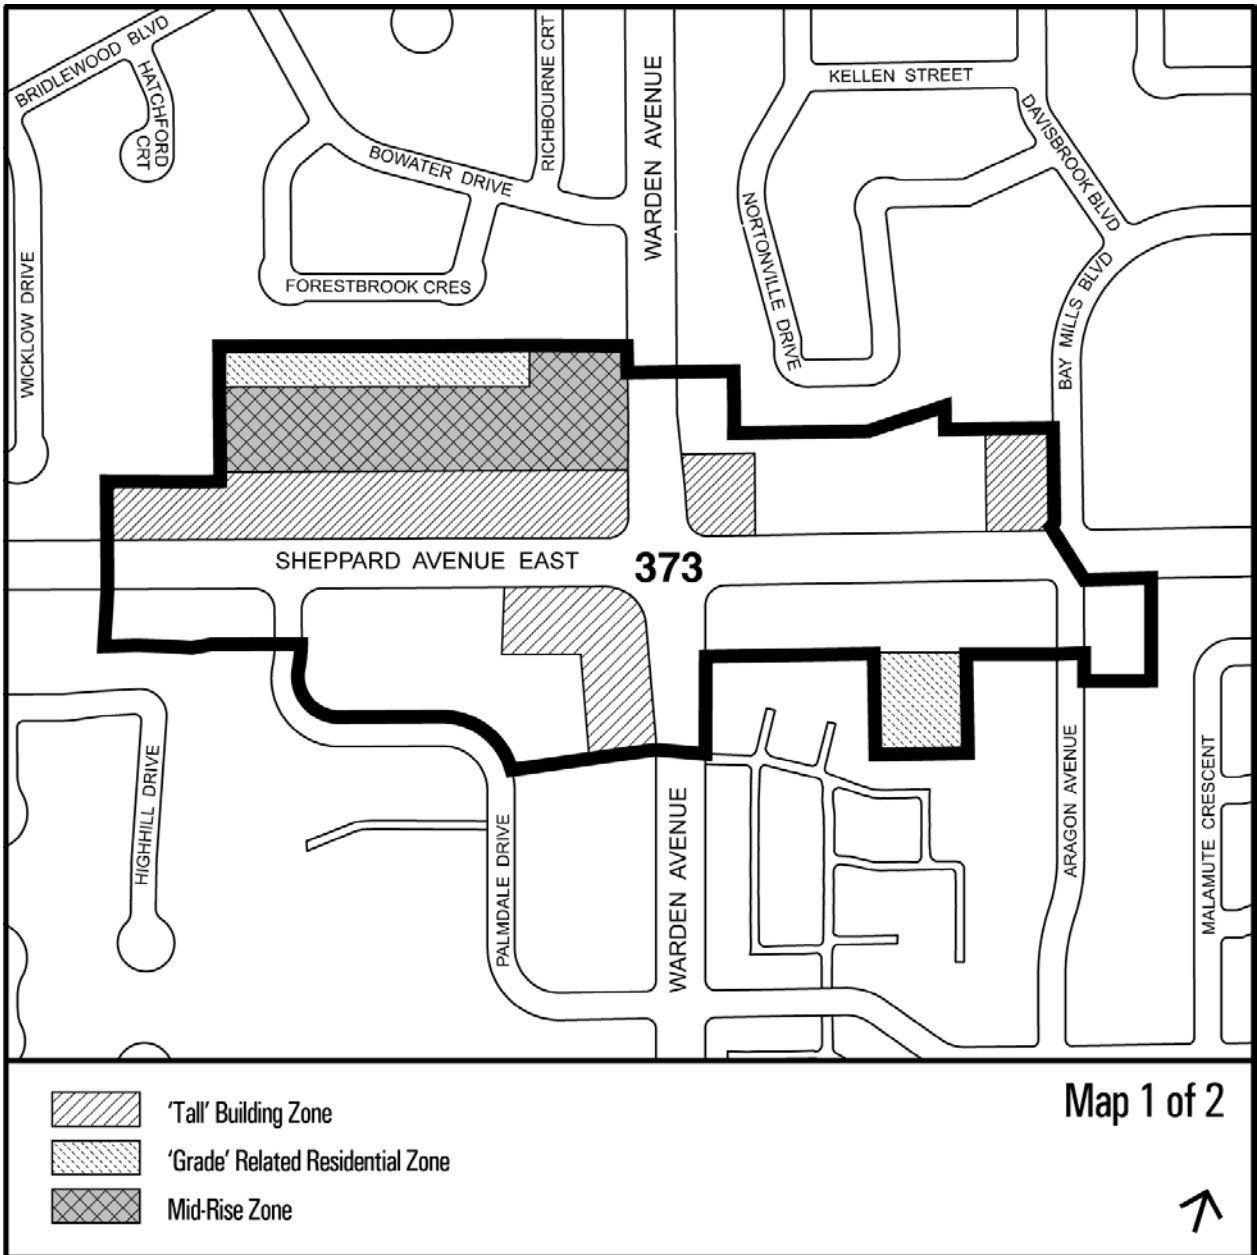 BRIDLEWOOD BLVD
HATCHFORD
CRT
RICHBOURNE CRT
WARDEN AVENUE
KELLEN STREET
DAVISBROOK BLVD
BOWATER DRIVE
NORTONVILLE DRIVE
FORESTBROOK CRES
WICKLOW DRIVE
BAY MILLS BLVD
SHEPPARD AVENUE EAST
373
HIGHHILL DRIVE
PALMDALE DRIVE
WARDEN AVENUE
ARAGON AVENUE
MALAMUTE CRESCENT
'Tall' Building Zone
'Grade' Related Residential Zone
Mid-Rise Zone
Map 1 of 2